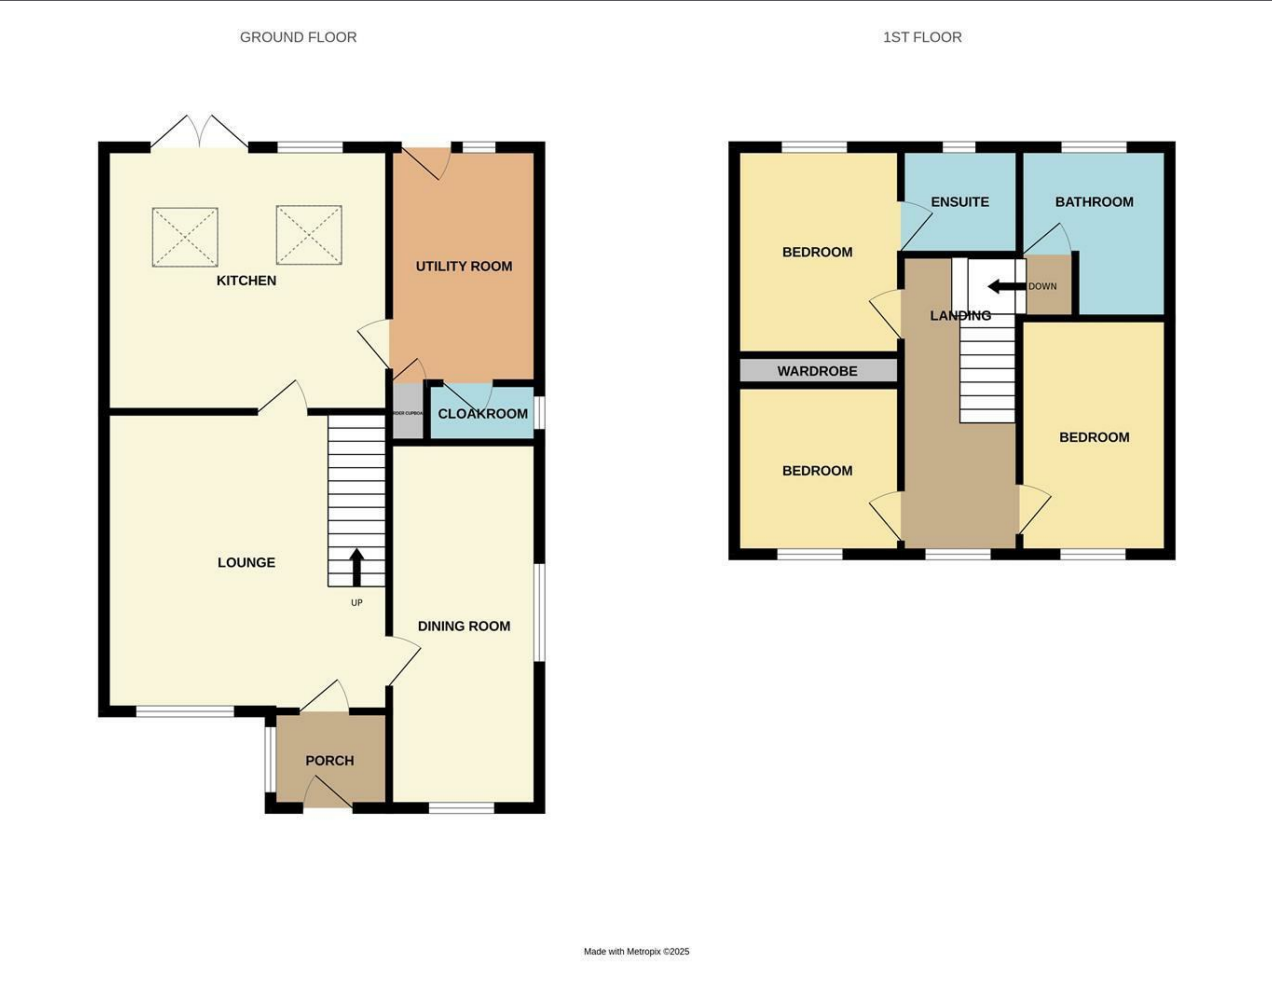 GROUND FLOOR
1ST FLOOR
ENSUITE
BATHROOM
BEDROOM
UTILITY ROOM
KITCHEN
DOWN
LANDING
WARDROBE
CLOAKROOM
BEDROOM
BEDROOM
LOUNGE
UP
DINING ROOM
PORCH
Made with Metropix ©2025